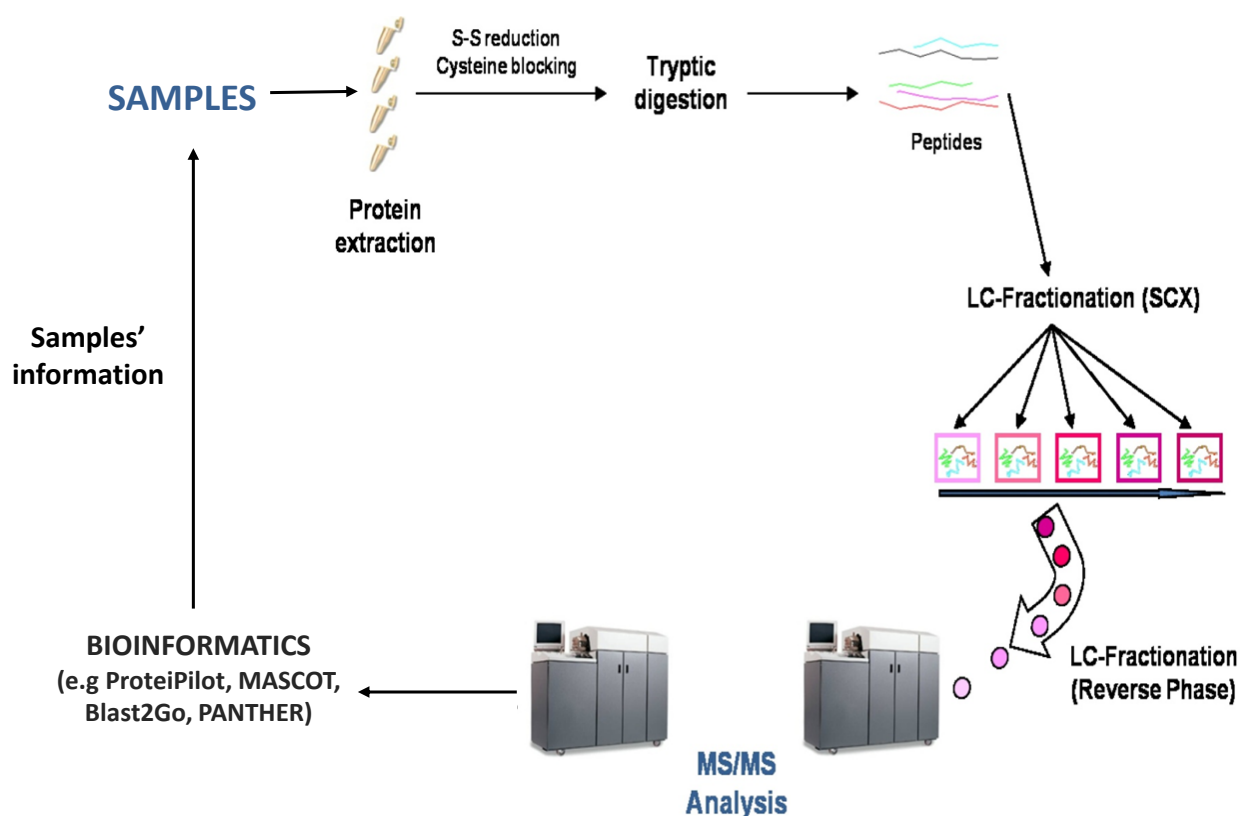 SAMPLES
Protein
extraction
S-S reduction
Cysteine blocking
Tryptic
digestion
Peptides
LC-Fractionation (SCX)
LC-Fractionation
(Reverse Phase)
MS/MS
Analysis
BIOINFORMATICS
(e.g ProteiPilot, MASCOT,
Blast2Go, PANTHER)
Samples’
information